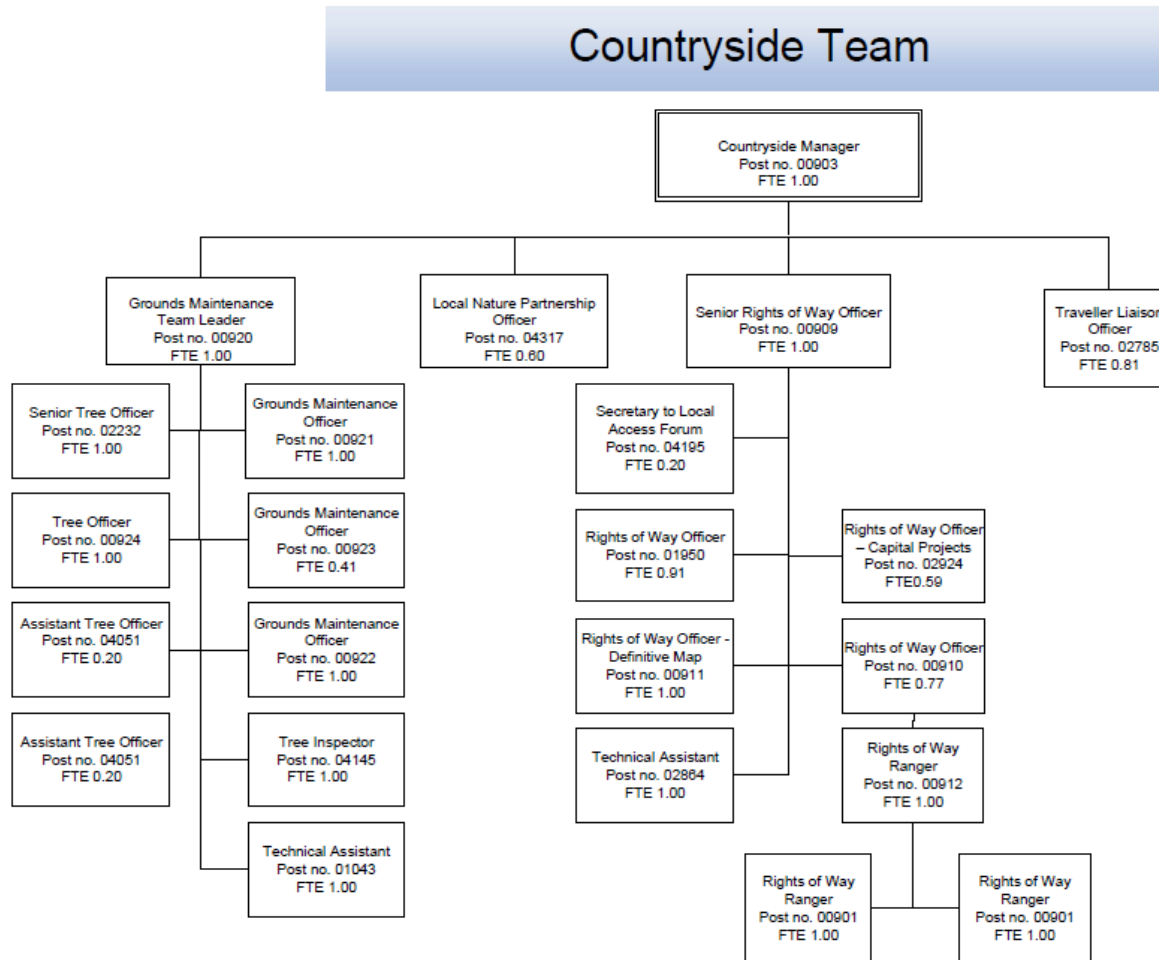 Countryside Team
Countryside Manager
Post no. 00903
FTE 1.00
Grounds Maintenance
Team Leader
Post no. 00920
FTE 1.00
Local Nature Partnership
Officer
Post no. 04317
FTE 0.60
Senior Rights of Way Officer
Post no. 00909
FTE 1.00
Traveller Liaison
Officer
Post no. 02785
FTE 0.81
Senior Tree Officer
Post no. 02232
FTE 1.00
Grounds Maintenance
Officer
Post no. 00921
FTE 1.00
Tree Officer
Post no. 00924
FTE 1.00
Grounds Maintenance
Officer
Post no. 00923
FTE 0.41
Assistant Tree Officer
Post no. 04051
FTE 0.20
Grounds Maintenance
Officer
Post no. 00922
FTE 1.00
Assistant Tree Officer
Post no. 04051
FTE 0.20
Tree Inspector
Post no. 04145
FTE 1.00
Technical Assistant
Post no. 01043
FTE 1.00
Secretary to Local
Access Forum
Post no. 04195
FTE 0.20
Rights of Way Officer
Post no. 01950
FTE 0.91
Rights of Way Officer
– Capital Projects
Post no. 02924
FTE0.59
Rights of Way Officer -
Definitive Map
Post no. 00911
FTE 1.00
Rights of Way Officer
Post no. 00910
FTE 0.77
Technical Assistant
Post no. 02864
FTE 1.00
Rights of Way
Ranger
Post no. 00912
FTE 1.00
Rights of Way
Ranger
Post no. 00901
FTE 1.00
Rights of Way
Ranger
Post no. 00901
FTE 1.00